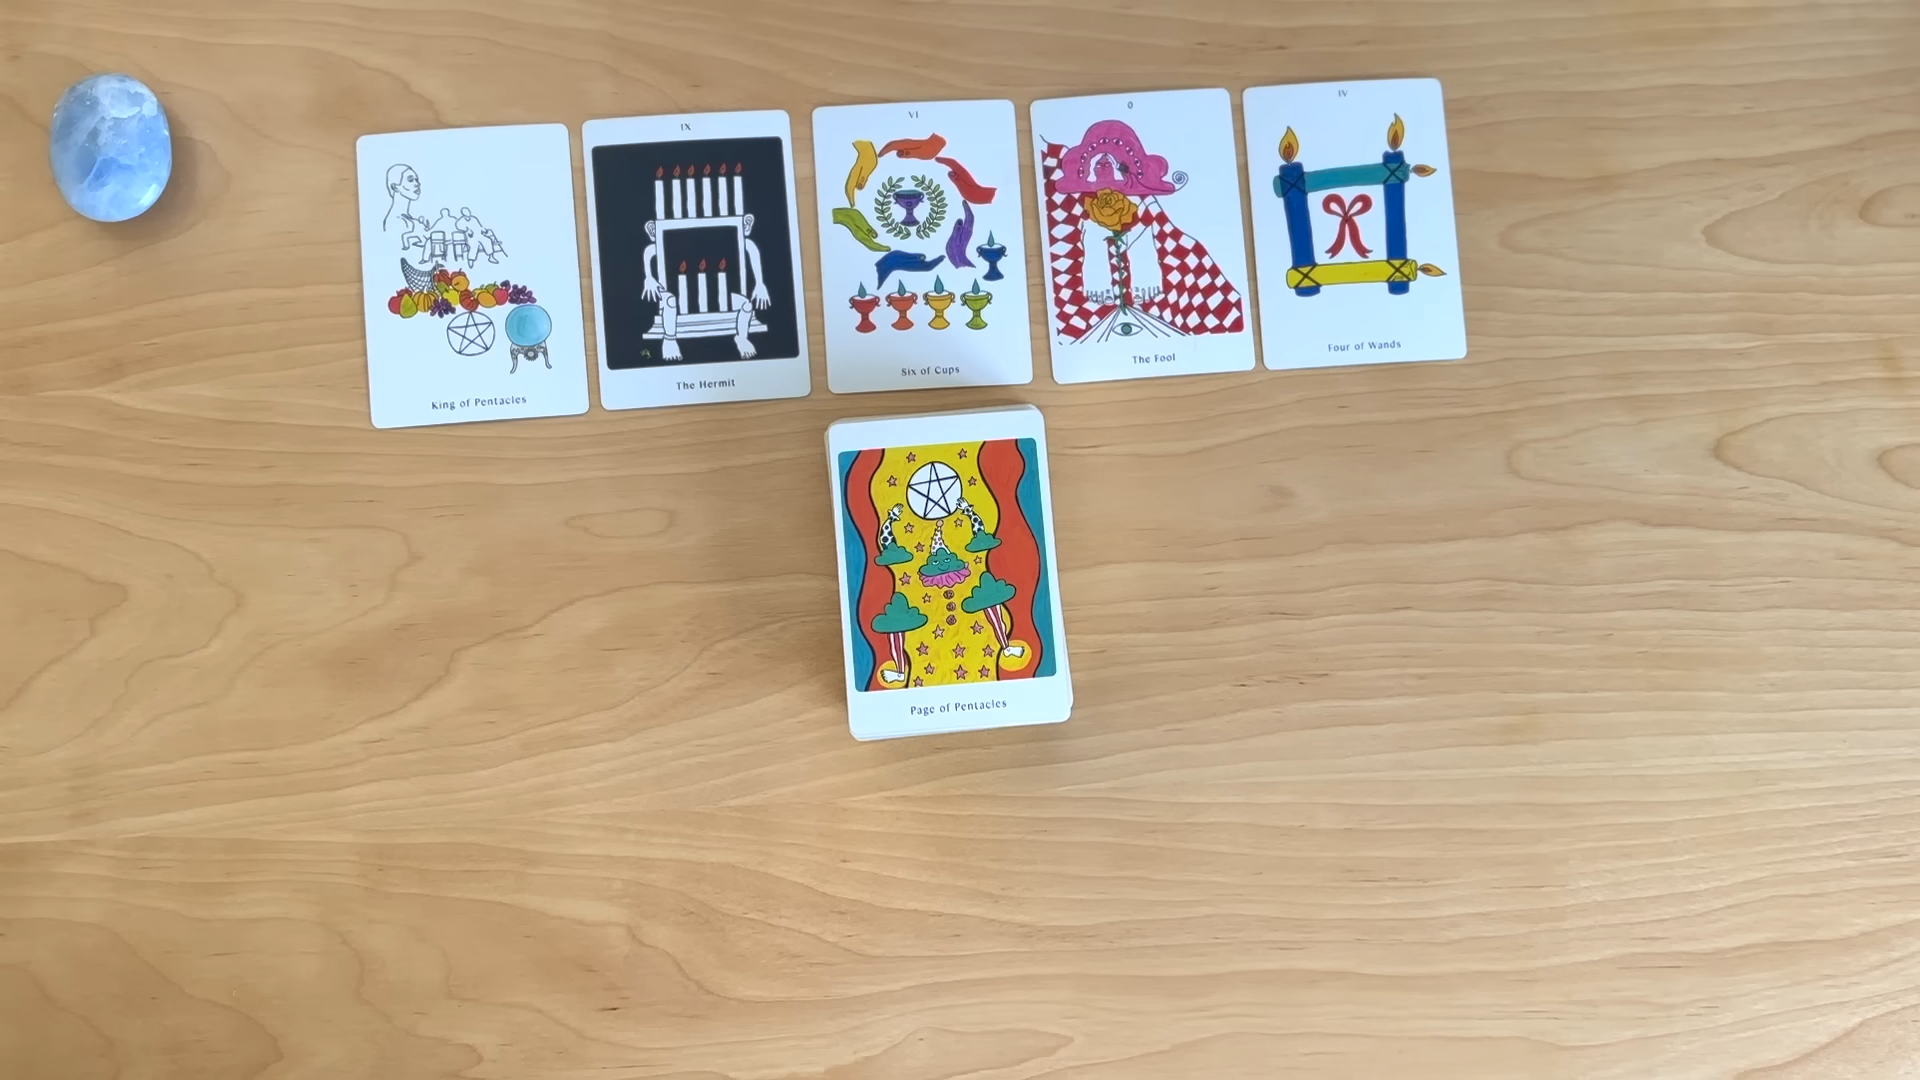 King of Pentacles
IX
The Hermit
VI
Six of Cups
0
The Fool
IV
Four of Wands
Page of Pentacles